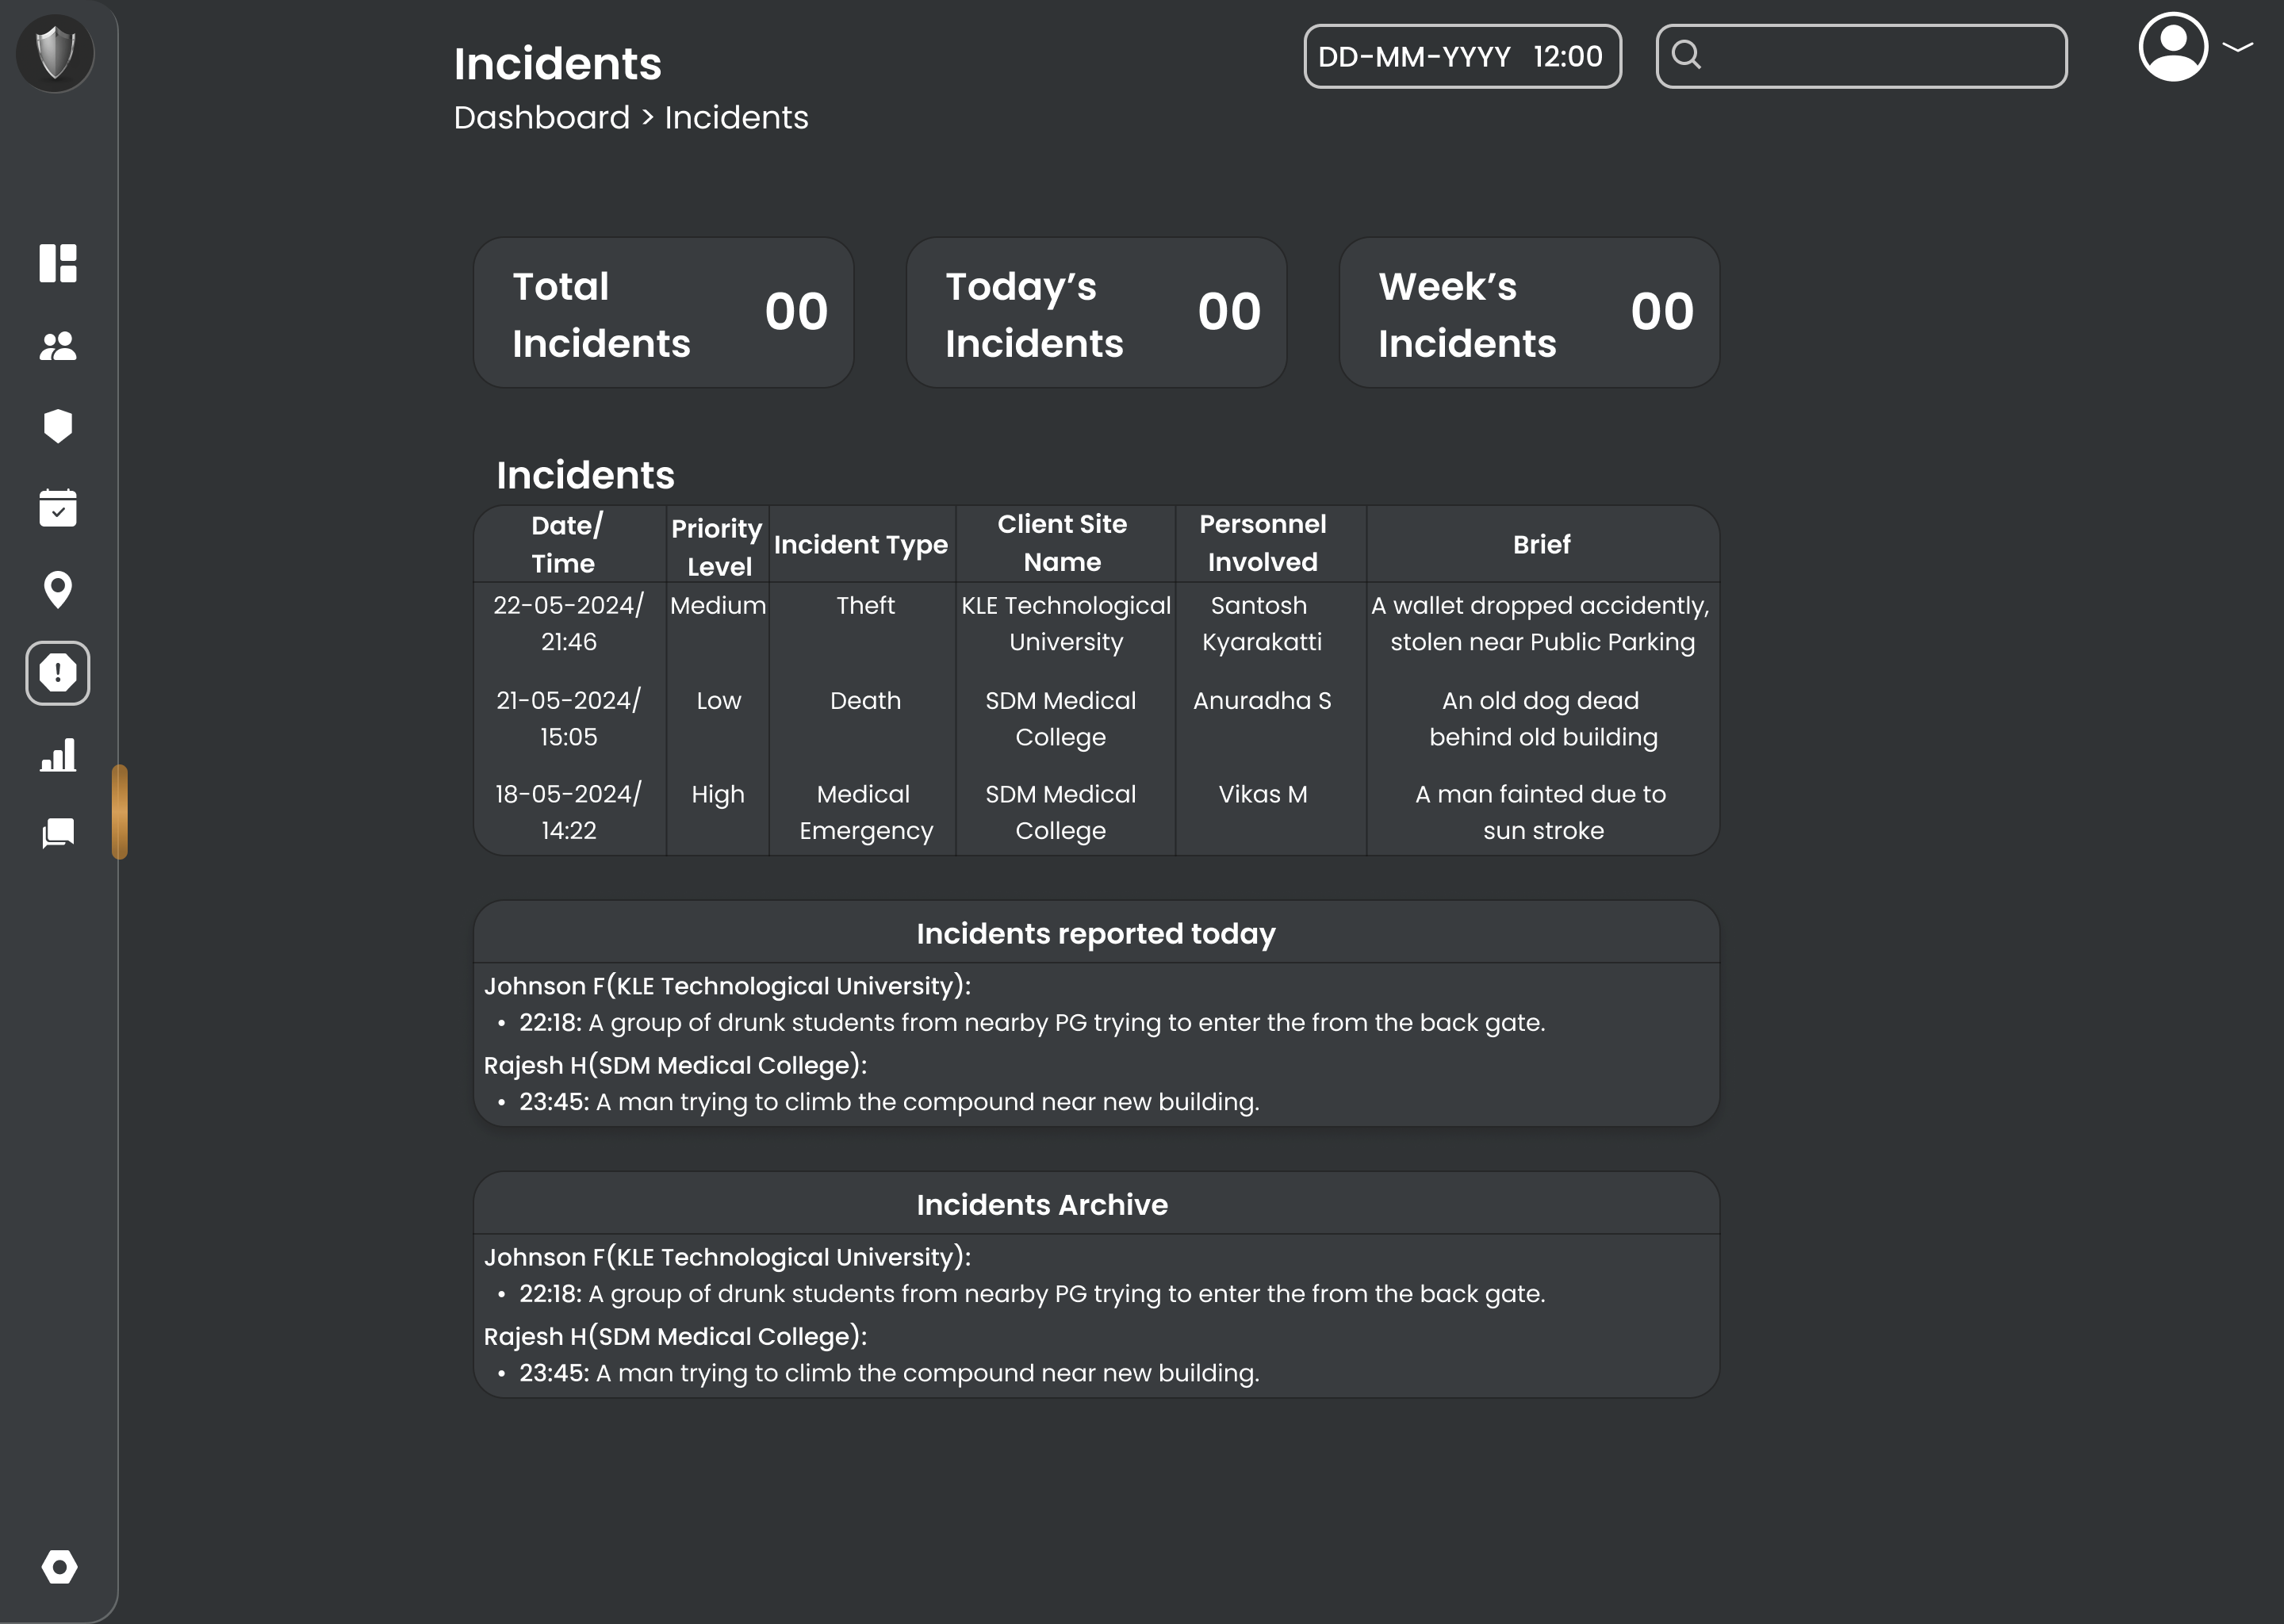 Incidents
Dashboard > Incidents
DD-MM-YYYY 12:00
Total
Incidents
00
Today’s
Incidents
00
Week’s
Incidents
00
Incidents
Date/
Time
Priority
Level
Incident Type
Client Site
Name
Personnel
Involved
Brief
22-05-2024/
21:46
Medium
Theft
KLE Technological
University
Santosh
Kyarakatti
A wallet dropped accidently,
stolen near Public Parking
21-05-2024/
15:05
Low
Death
SDM Medical
College
Anuradha S
An old dog dead
behind old building
18-05-2024/
14:22
High
Medical
Emergency
SDM Medical
College
Vikas M
A man fainted due to
sun stroke
Incidents reported today
Johnson F(KLE Technological University):
• 22:18: A group of drunk students from nearby PG trying to enter the from the back gate.
Rajesh H(SDM Medical College):
• 23:45: A man trying to climb the compound near new building.
Incidents Archive
Johnson F(KLE Technological University):
• 22:18: A group of drunk students from nearby PG trying to enter the from the back gate.
Rajesh H(SDM Medical College):
• 23:45: A man trying to climb the compound near new building.